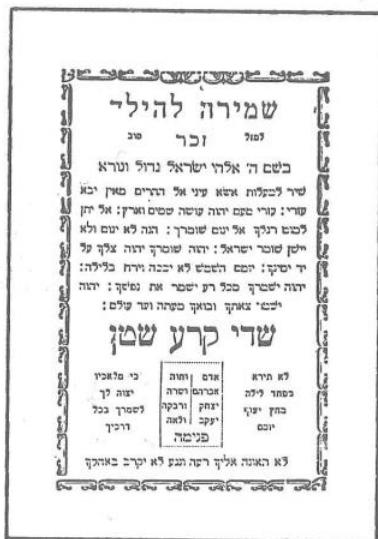 שמירה להילד
למזל זכר טוב
בשם ה' אלהי ישראל גדול ונורא
שיר למעלות אשא עיני אל ההרים מאין יבא
עזרי: עזרי מעם יהוה עושה שמים וארץ: אל יתן
למוט רגלך אל ינום שומרך: הנה לא ינום ולא
יישן שומר ישראל: יהוה שומרך יהוה צלך על
יד ימינך: יומם השמש לא יככה וירח בלילה:
יהוה ישמרך מכל רע ישמר את נפשך: יהוה
ישמר צאתך ובואך מעתה ועד עולם:
שדי קרע שטן
לא תירא
בפחד לילה
מחץ יעוף
יומם
אדם וחוה
אברהם ושרה
יצחק ורבקה
יעקב ולאה
פנימה
כי מלאכיו
יצוה לך
לשמרך בכל
דרכיך
לא תאונה אליך רעה ונגע לא יקרב באהלך